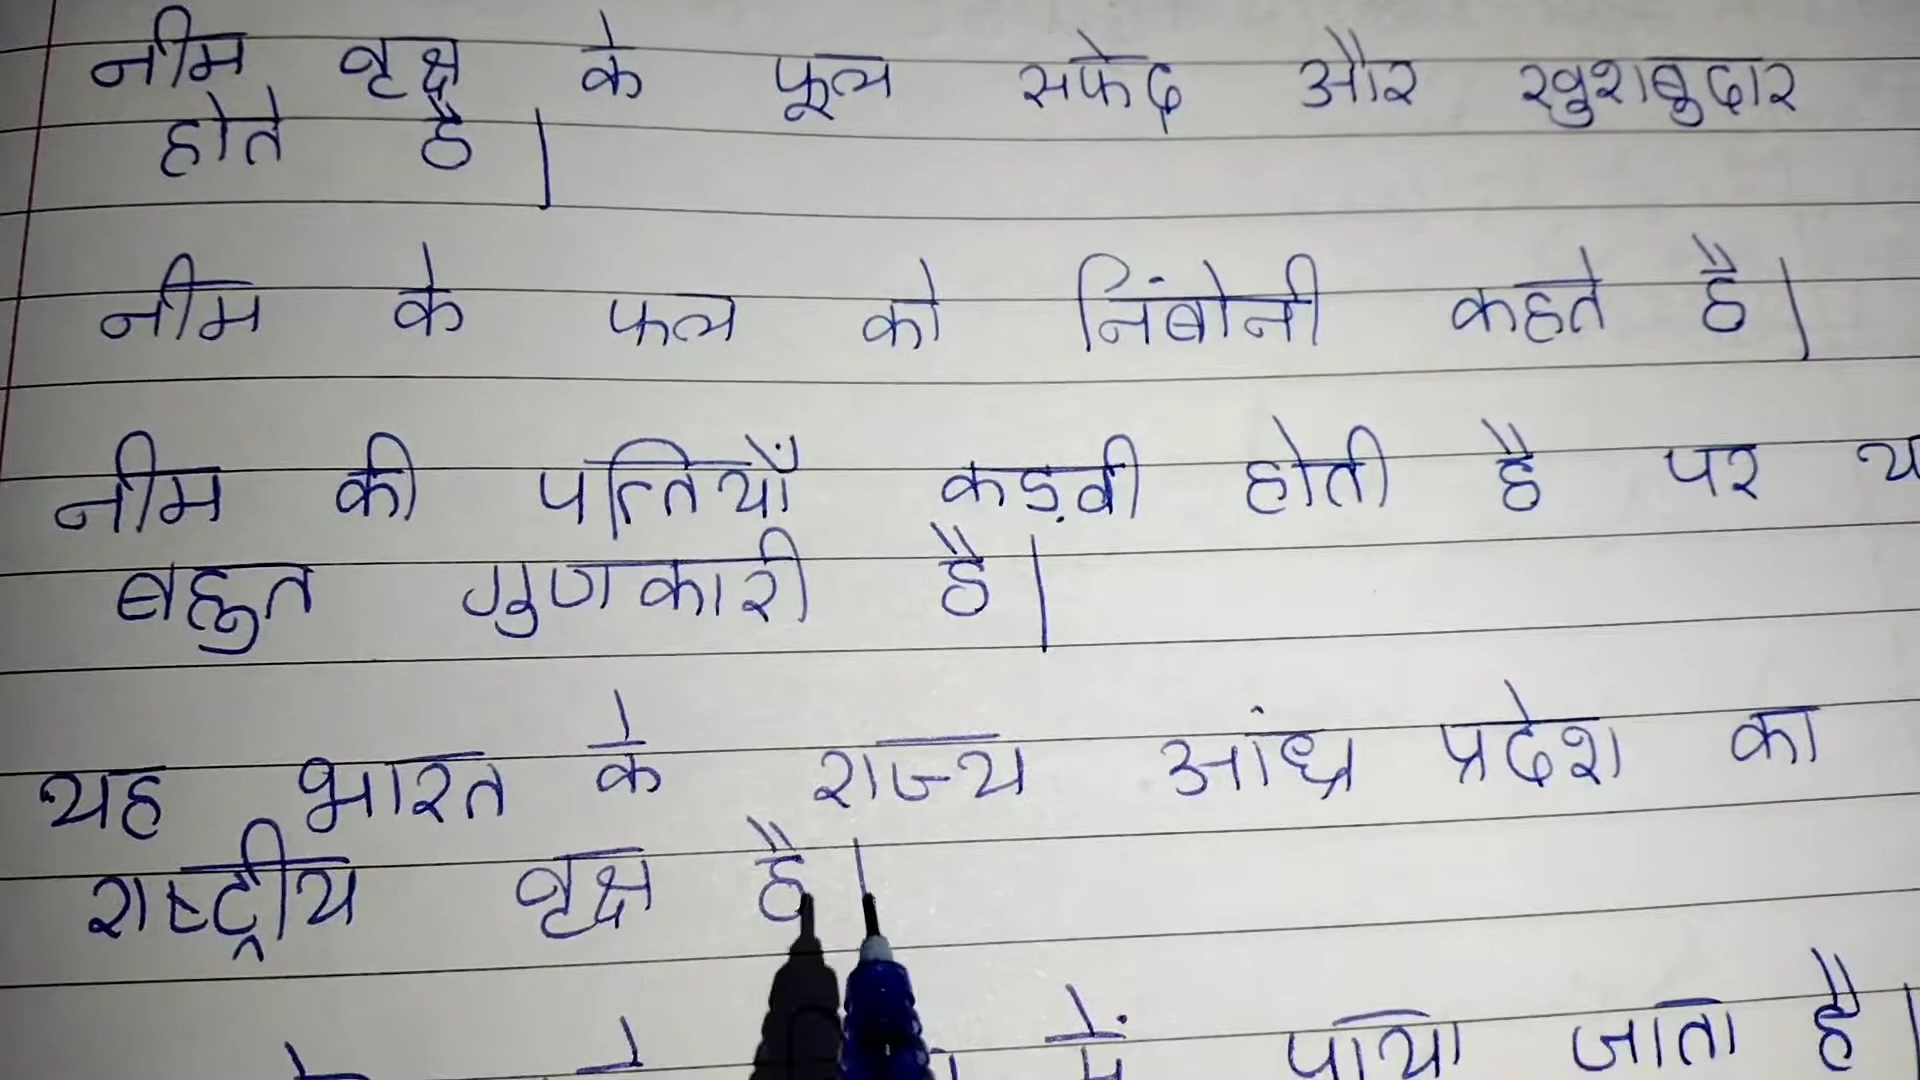 नीम वृक्ष के फूल सफेद और खुशबुदार
होते है |
नीम के फल को निंबोनी कहते है |
नीम की पत्तियाँ कड़वी होती है पर
बहुत गुणकारी है |
यह भारत के राज्य आंध्र प्रदेश का
राष्ट्रीय वृक्ष है |
में पाया जाता है |